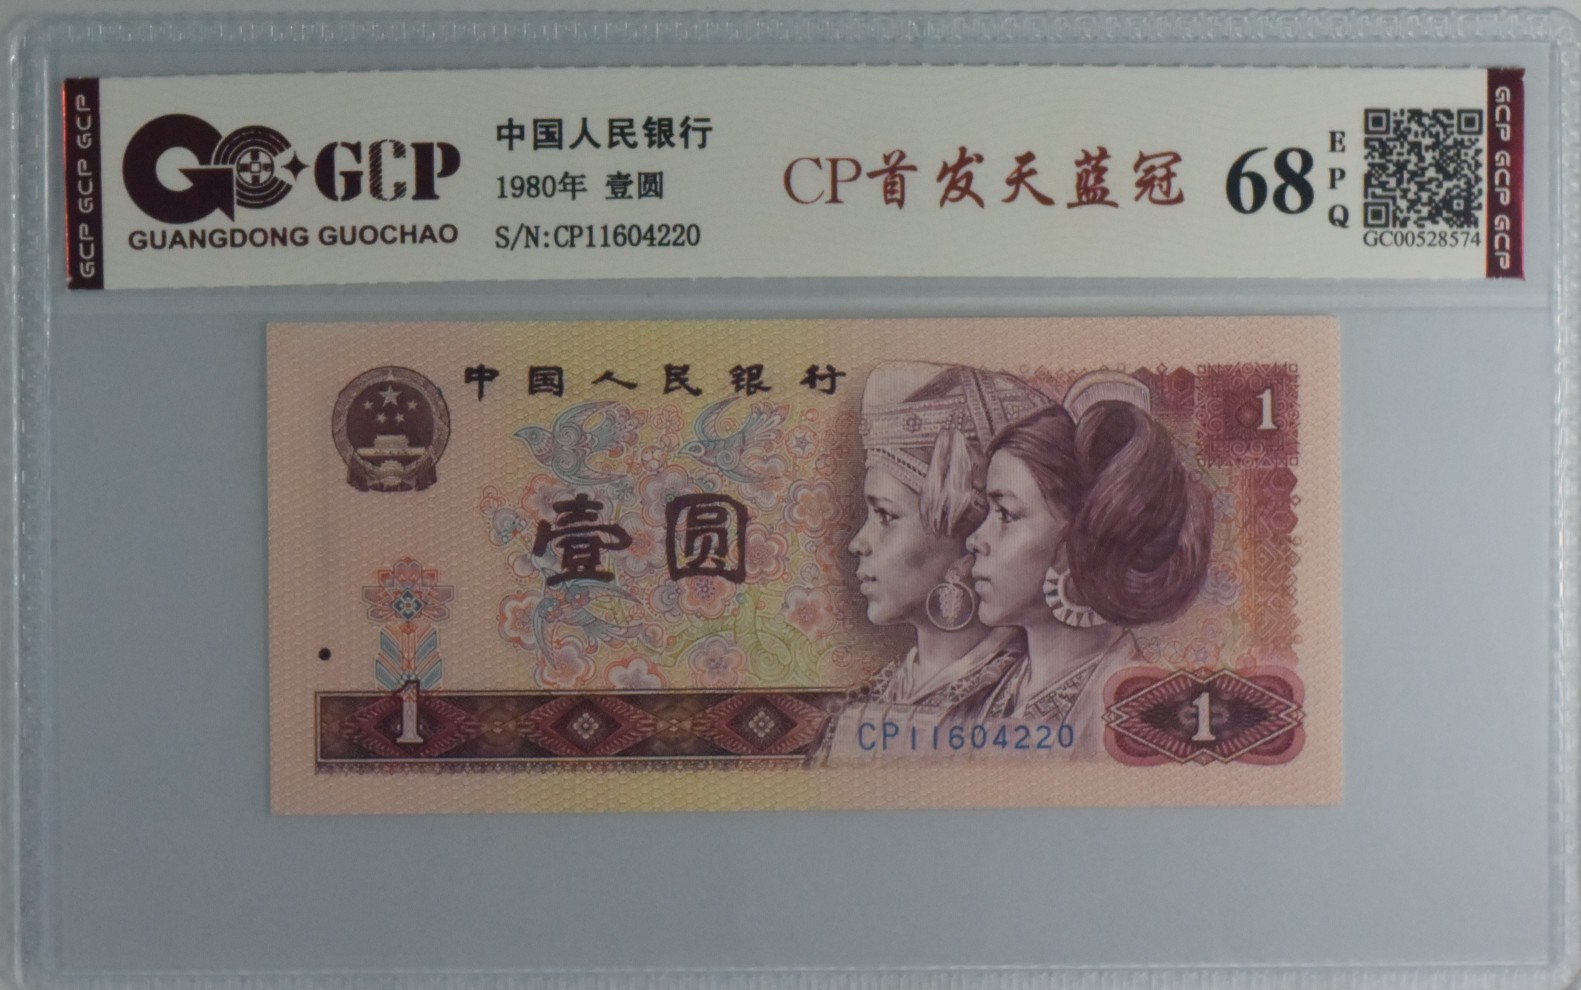 GCP GCP GCP
GCP
GUANGDONG GUOCHAO
中国人民银行
1980年 壹圆
S/N:CP11604220
CP首发天蓝冠
68
EPQ
GC00528574
GCP GCP GCP
中国人民银行
1
壹圆
1
CP11604220
1